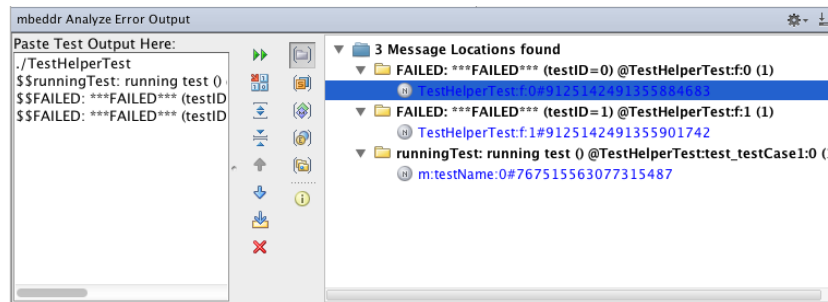 mbeddr Analyze Error Output
Paste Test Output Here:
./TestHelperTest
$$runningTest: running test ()
$$FAILED: ***FAILED*** (testID
$$FAILED: ***FAILED*** (testID
3 Message Locations found
FAILED: ***FAILED*** (testID=0) @TestHelperTest:f:0 (1)
TestHelperTest:f:0#9125142491355884683
FAILED: ***FAILED*** (testID=1) @TestHelperTest:f:1 (1)
TestHelperTest:f:1#9125142491355901742
runningTest: running test () @TestHelperTest:test_testCase1:0 (
m:testName:0#767515563077315487